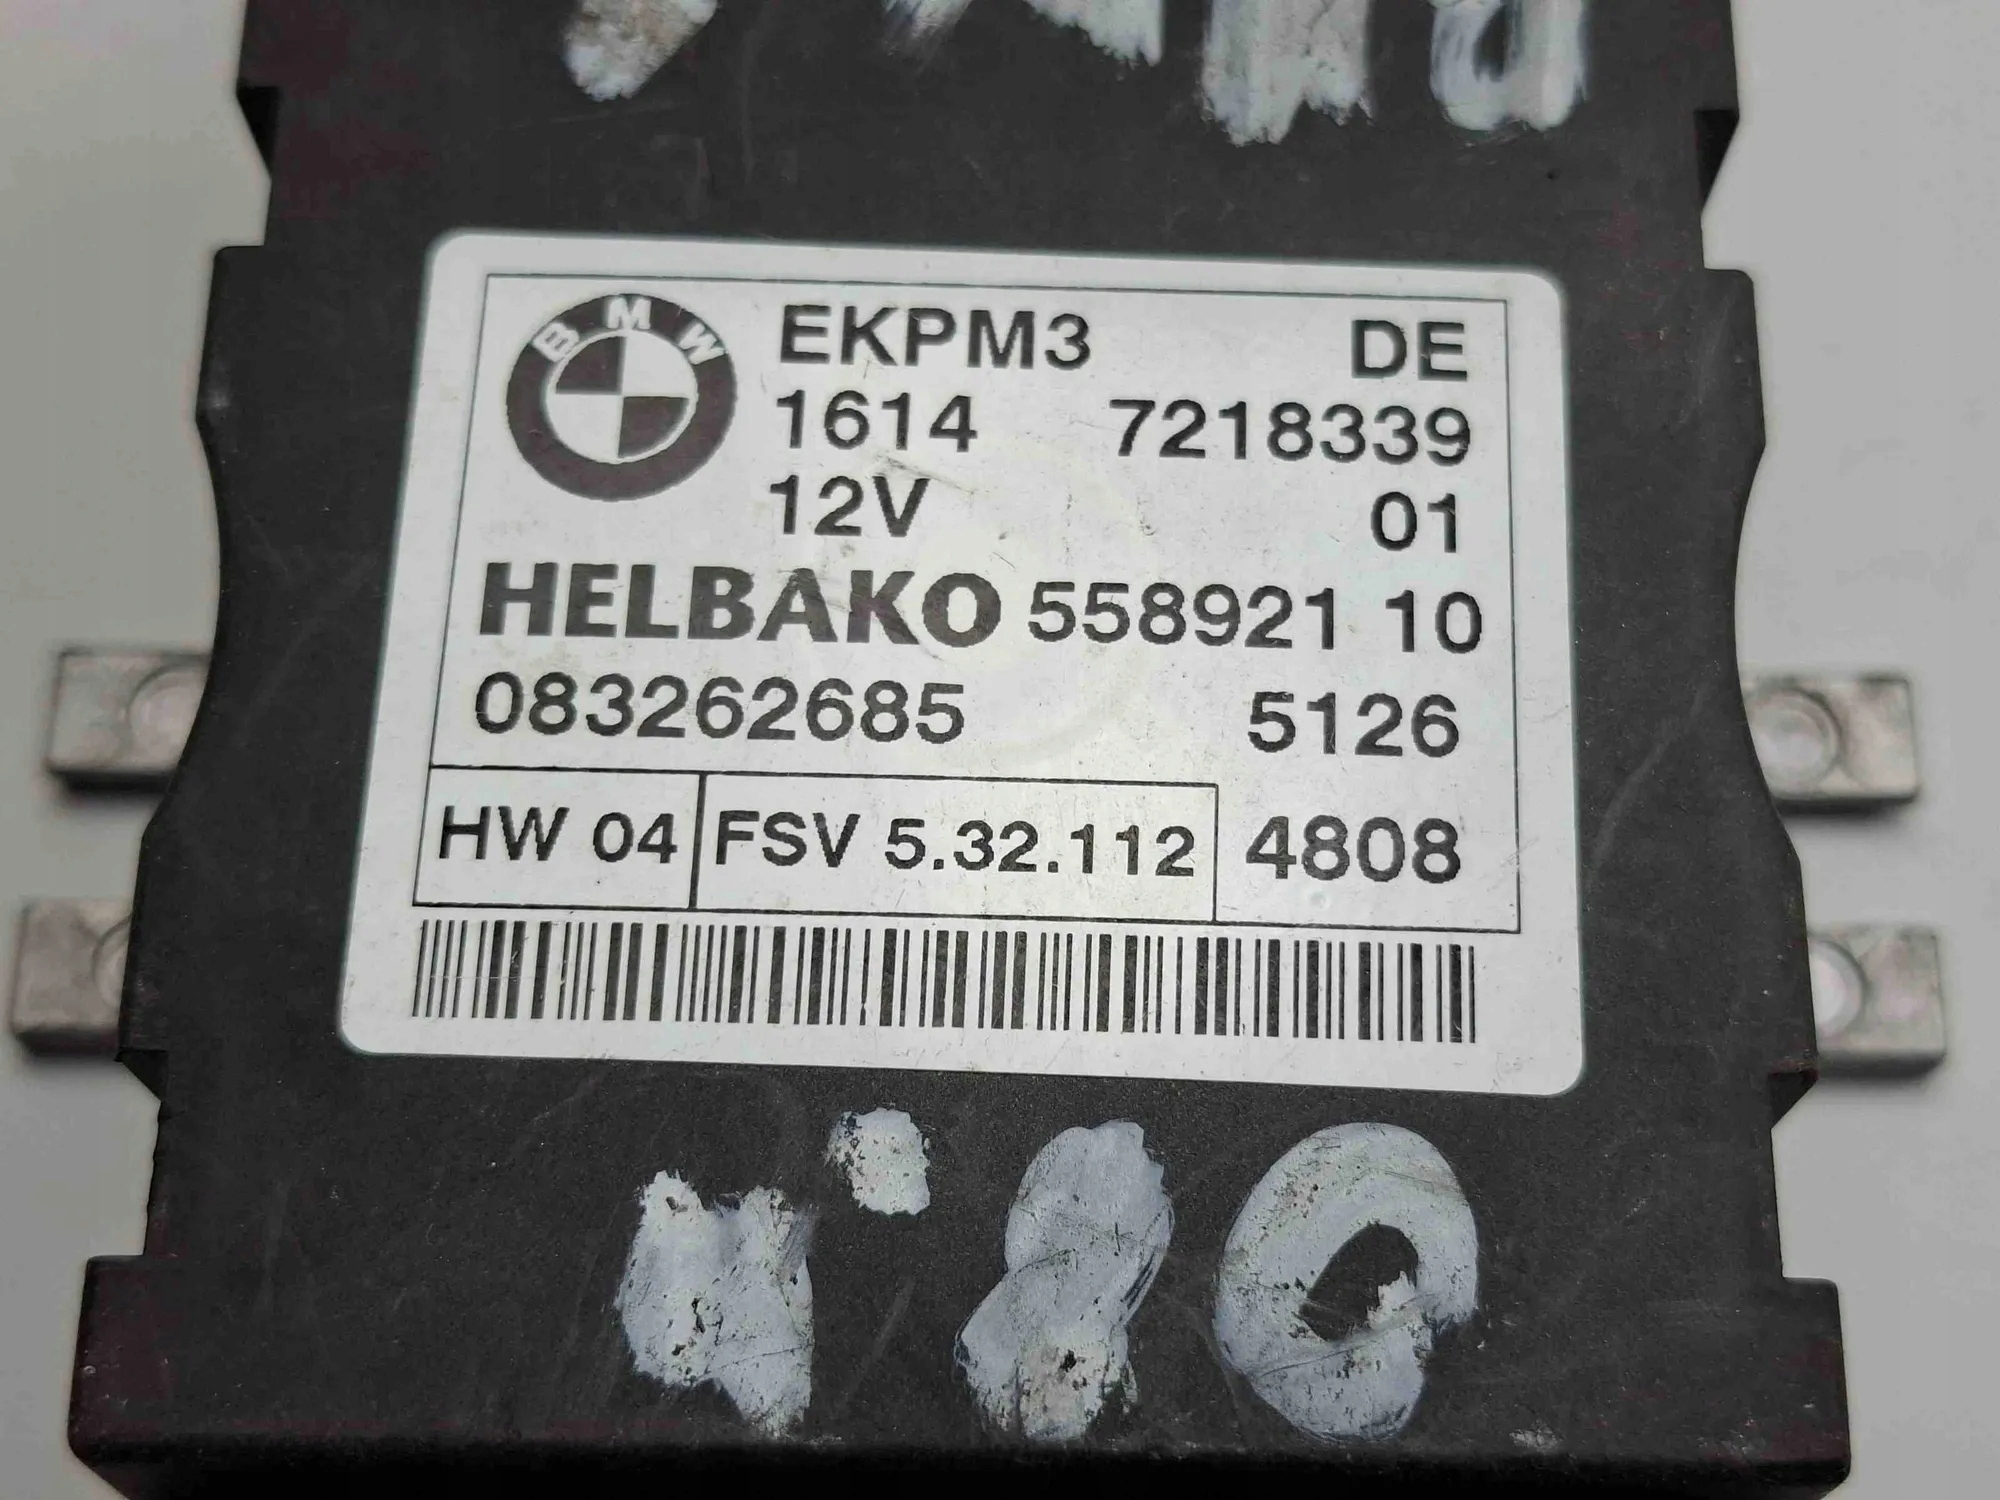 BMW
EKPM3 DE
1614 7218339
12V 01
HELBAKO 558921 10
083262685 5126
HW 04 FSV 5.32.112 4808